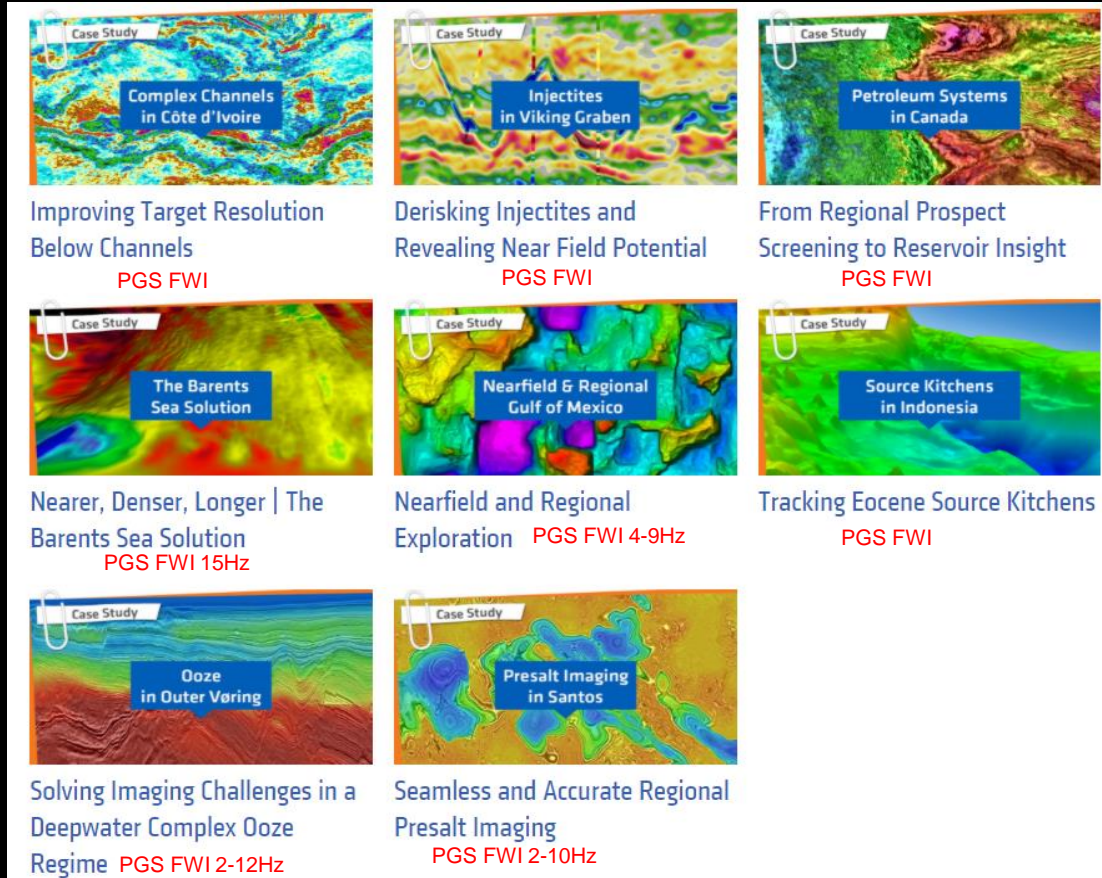 Case Study
Complex Channels
in Côte d'Ivoire
Improving Target Resolution
Below Channels
PGS FWI
Case Study
Injectites
in Viking Graben
Derisking Injectites and
Revealing Near Field Potential
PGS FWI
Case Study
Petroleum Systems
in Canada
From Regional Prospect
Screening to Reservoir Insight
PGS FWI
Case Study
The Barents
Sea Solution
Nearer, Denser, Longer | The
Barents Sea Solution
PGS FWI 15Hz
Case Study
Nearfield & Regional
Gulf of Mexico
Nearfield and Regional
Exploration PGS FWI 4-9Hz
Case Study
Source Kitchens
in Indonesia
Tracking Eocene Source Kitchens
PGS FWI
Case Study
Ooze
in Outer Vøring
Solving Imaging Challenges in a
Deepwater Complex Ooze
Regime PGS FWI 2-12Hz
Case Study
Presalt Imaging
in Santos
Seamless and Accurate Regional
Presalt Imaging
PGS FWI 2-10Hz